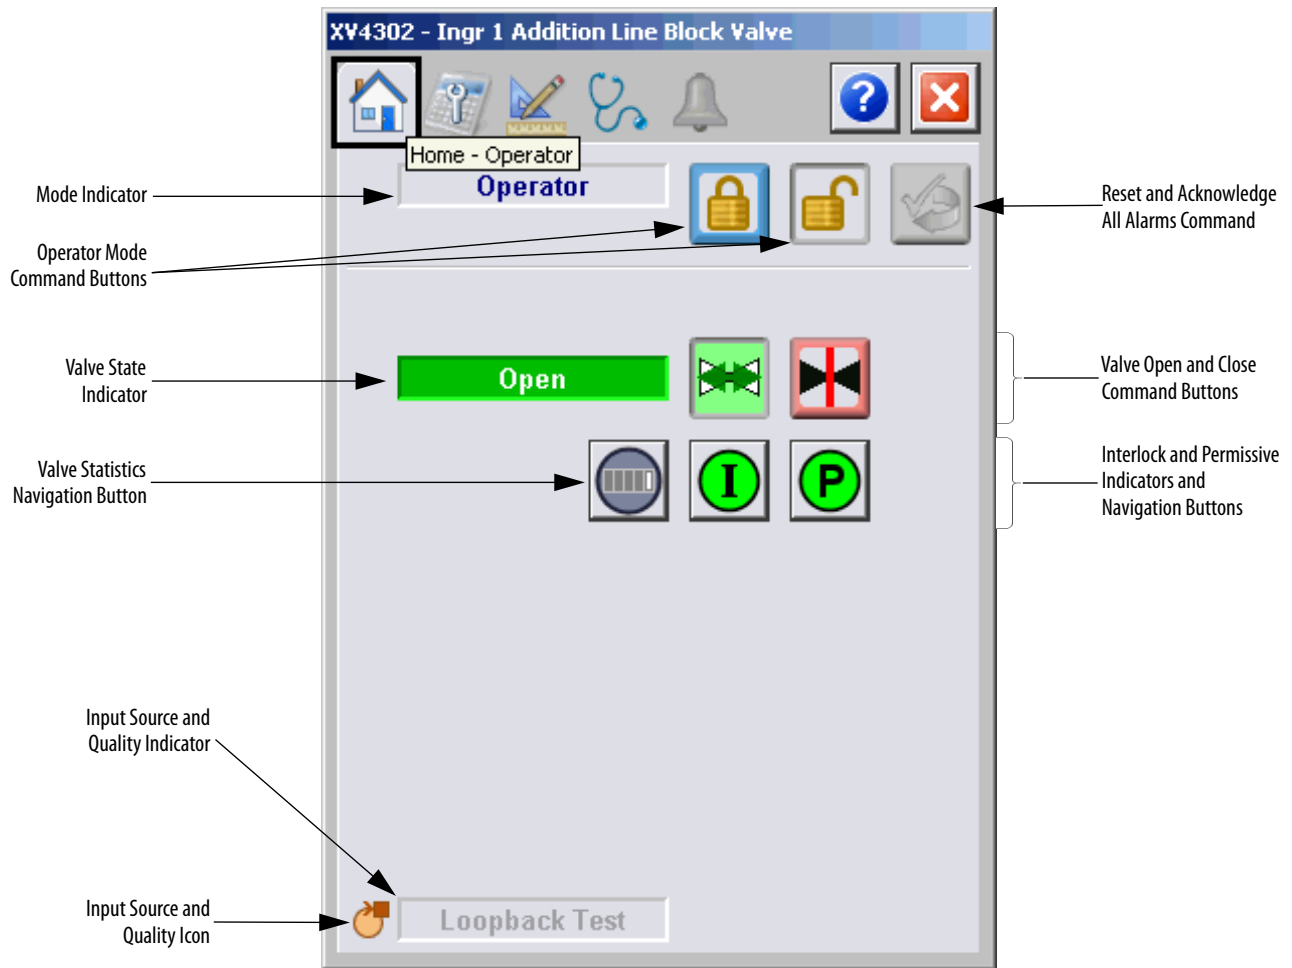 XV4302 - Ingr 1 Addition Line Block Valve
?
Home - Operator
Operator
Mode Indicator
Reset and Acknowledge
All Alarms Command
Operator Mode
Command Buttons
Valve State
Indicator
Open
Valve Open and Close
Command Buttons
Valve Statistics
Navigation Button
I
P
Interlock and Permissive
Indicators and
Navigation Buttons
Input Source and
Quality Indicator
Input Source and
Quality Icon
Loopback Test